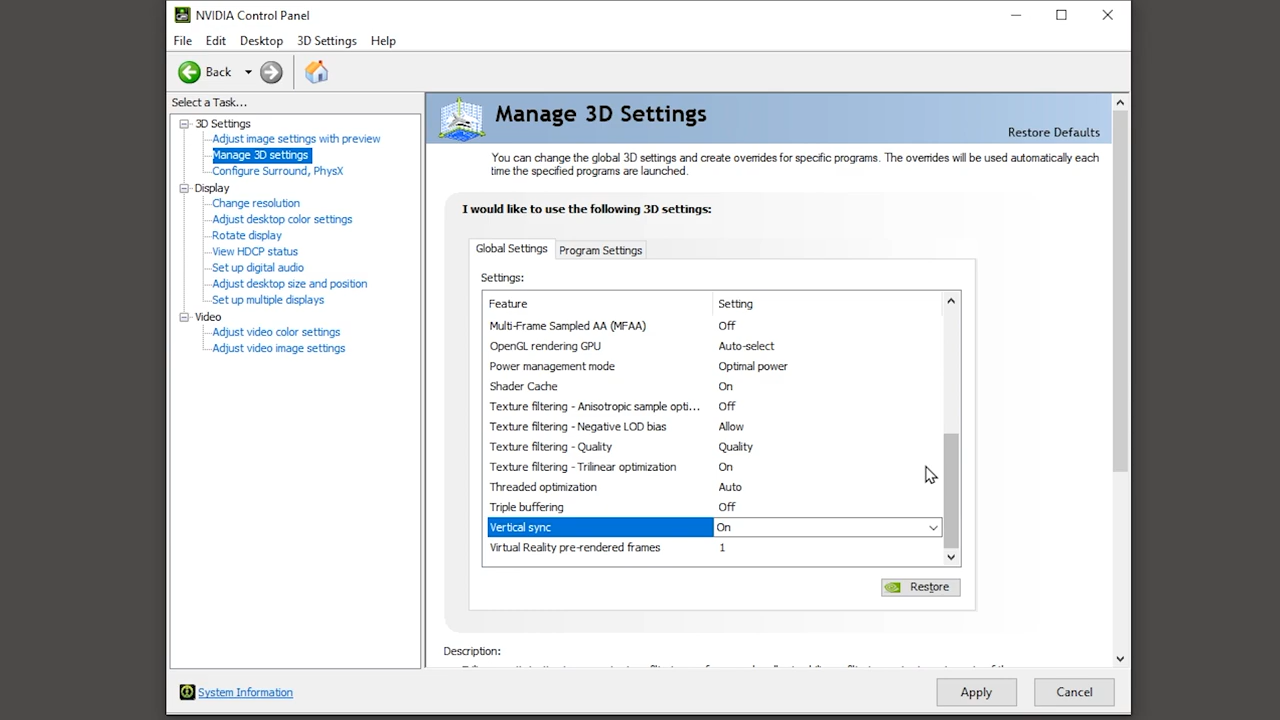 NVIDIA Control Panel
File Edit Desktop 3D Settings Help
Back
Select a Task...
3D Settings
Adjust image settings with preview
Manage 3D settings
Configure Surround, PhysX
Display
Change resolution
Adjust desktop color settings
Rotate display
View HDCP status
Set up digital audio
Adjust desktop size and position
Set up multiple displays
Video
Adjust video color settings
Adjust video image settings
System Information
Manage 3D Settings
Restore Defaults
You can change the global 3D settings and create overrides for specific programs. The overrides will be used automatically each
time the specified programs are launched.
I would like to use the following 3D settings:
Global Settings Program Settings
Settings:
Feature Setting
Multi-Frame Sampled AA (MFAA) Off
OpenGL rendering GPU Auto-select
Power management mode Optimal power
Shader Cache On
Texture filtering - Anisotropic sample opti... Off
Texture filtering - Negative LOD bias Allow
Texture filtering - Quality Quality
Texture filtering - Trilinear optimization On
Threaded optimization Auto
Triple buffering Off
Vertical sync On
Virtual Reality pre-rendered frames 1
Restore
Description:
Apply Cancel